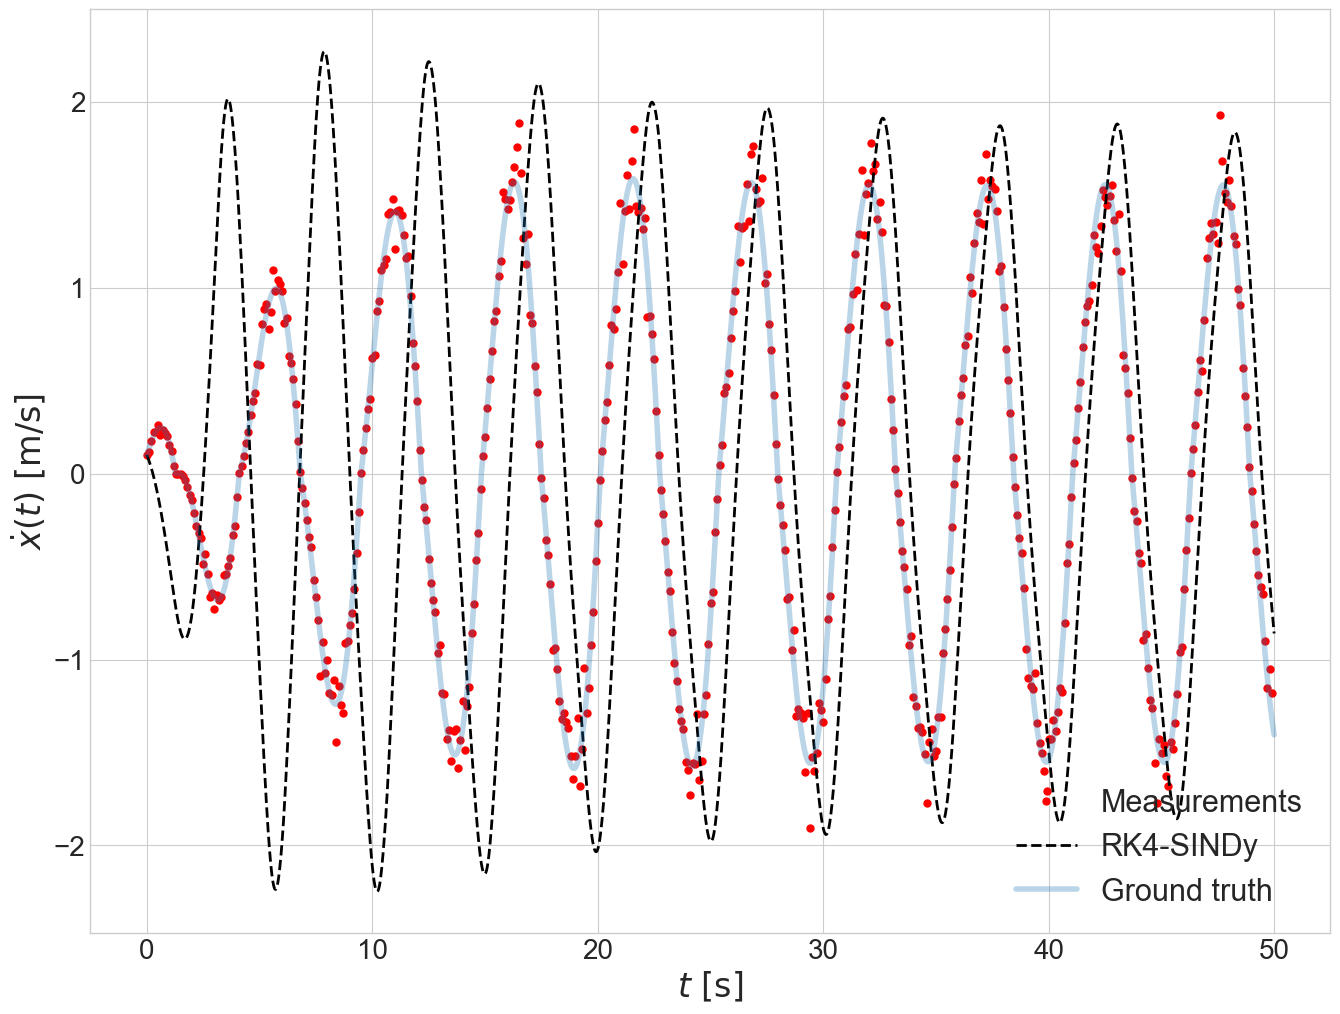 2
1
0
−1
−2
ẋ(t) [m/s]
Measurements
RK4-SINDy
Ground truth
0 10 20 30 40 50
t [s]